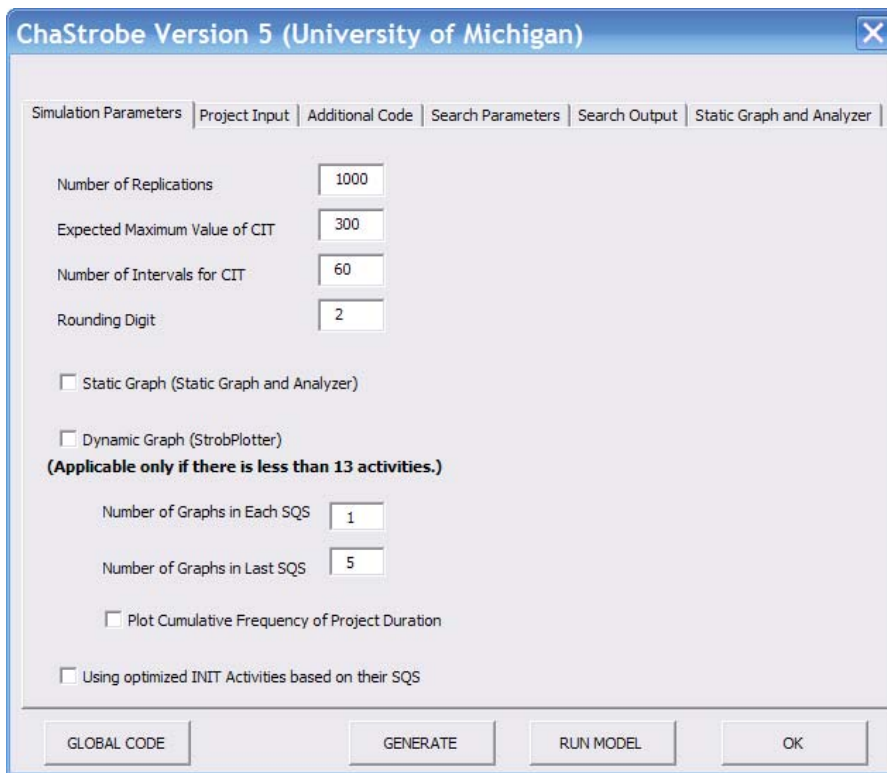 ChaStrobe Version 5 (University of Michigan)
Simulation Parameters Project Input Additional Code Search Parameters Search Output Static Graph and Analyzer
Number of Replications 1000
Expected Maximum Value of CIT 300
Number of Intervals for CIT 60
Rounding Digit 2
Static Graph (Static Graph and Analyzer)
Dynamic Graph (StrobPlotter)
(Applicable only if there is less than 13 activities.)
Number of Graphs in Each SQS 1
Number of Graphs in Last SQS 5
Plot Cumulative Frequency of Project Duration
Using optimized INIT Activities based on their SQS
GLOBAL CODE GENERATE RUN MODEL OK